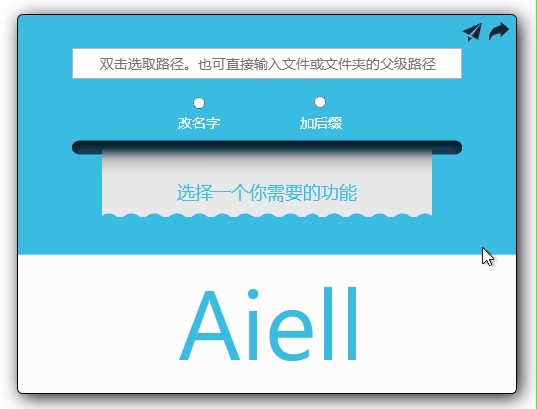 双击选取路径。也可直接输入文件或文件夹的父级路径
改名字
加后缀
选择一个你需要的功能
Aiell